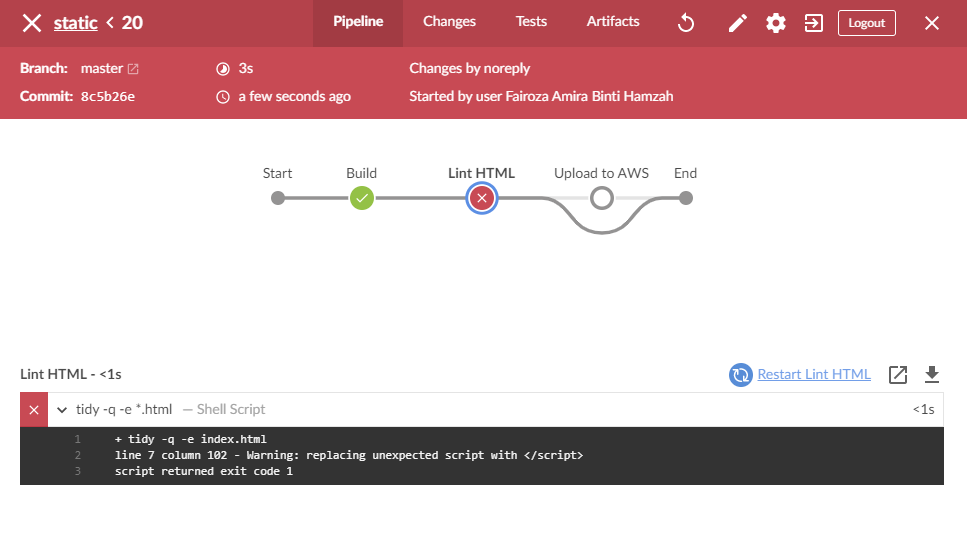 static < 20
Pipeline
Changes
Tests
Artifacts
Logout
Branch: master
3s
Changes by noreply
Commit: 8c5b26e
a few seconds ago
Started by user Fairoza Amira Binti Hamzah
Start
Build
Lint HTML
Upload to AWS
End
Lint HTML - <1s
Restart Lint HTML
tidy -q -e *.html — Shell Script
<1s
1 + tidy -q -e index.html
2 line 7 column 102 - Warning: replacing unexpected script with </script>
3 script returned exit code 1